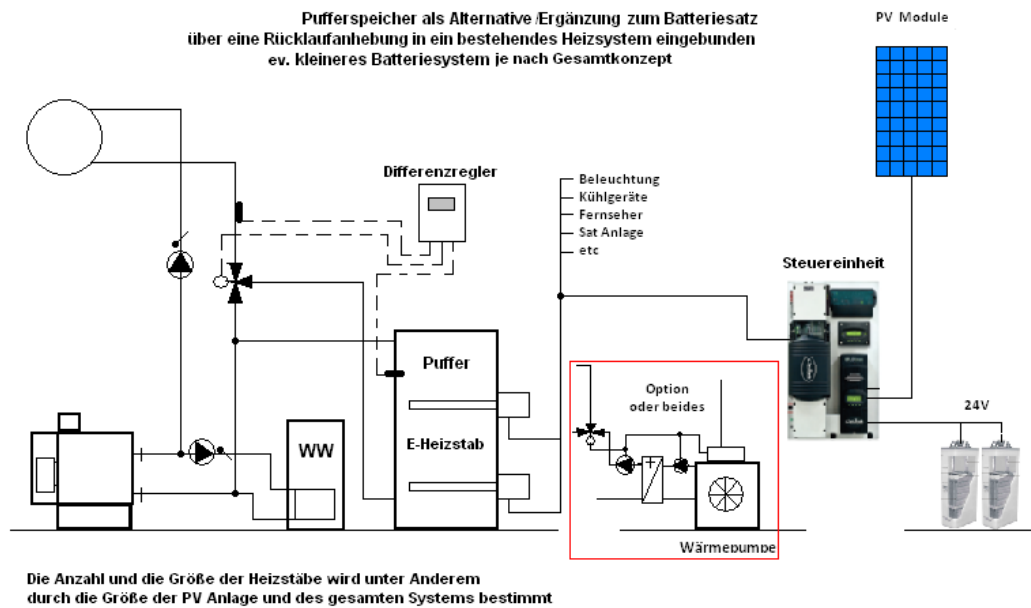 Pufferspeicher als Alternative /Ergänzung zum Batteriesatz
über eine Rücklaufanhebung in ein bestehendes Heizsystem eingebunden
ev. kleineres Batteriesystem je nach Gesamtkonzept
PV Module
Differenzregler
Beleuchtung
Kühlgeräte
Fernseher
Sat Anlage
etc
Steuereinheit
Puffer
E-Heizstab
WW
Option
oder beides
24V
Wärmepumpe
Die Anzahl und die Größe der Heizstäbe wird unter Anderem
durch die Größe der PV Anlage und des gesamten Systems bestimmt